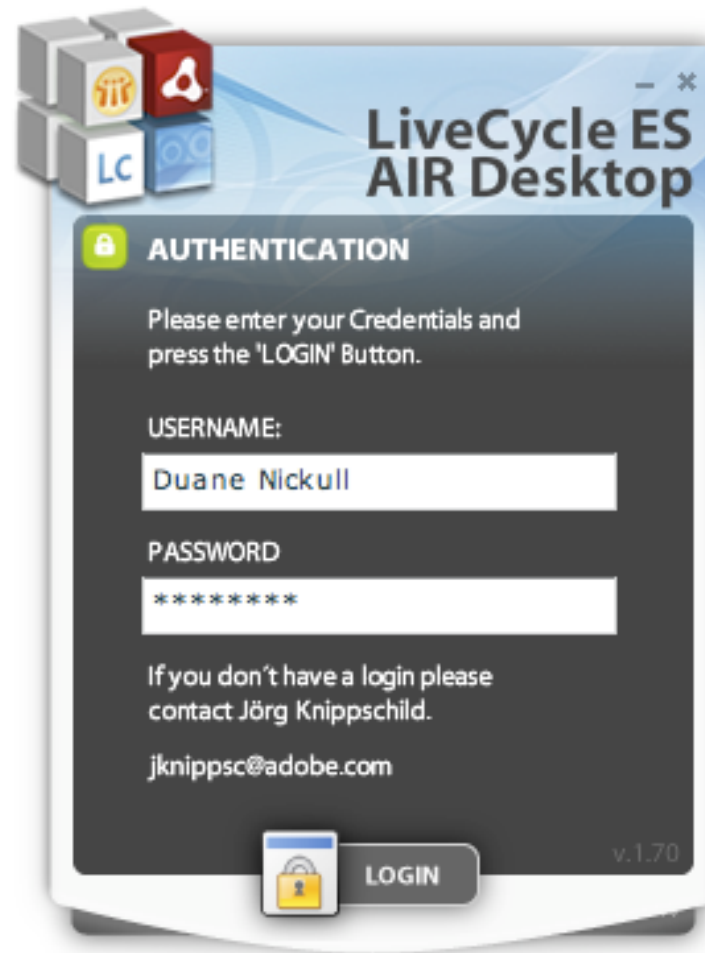 Lc
LiveCycle ES
AIR Desktop
AUTHENTICATION
Please enter your Credentials and
press the 'LOGIN' Button.
USERNAME:
Duane Nickull
PASSWORD
********
If you don´t have a login please
contact Jörg Knippschild.
jknippsc@adobe.com
v.1.70
LOGIN